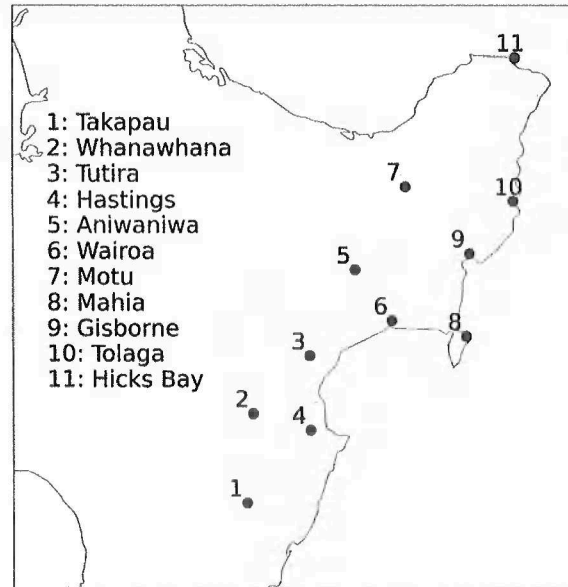 11
1: Takapau
2: Whanawhana
3: Tutira
4: Hastings
5: Aniwaniwa
6: Wairoa
7: Motu
8: Mahia
9: Gisborne
10: Tolaga
11: Hicks Bay
7
10
9
5
6
8
3
2
4
1